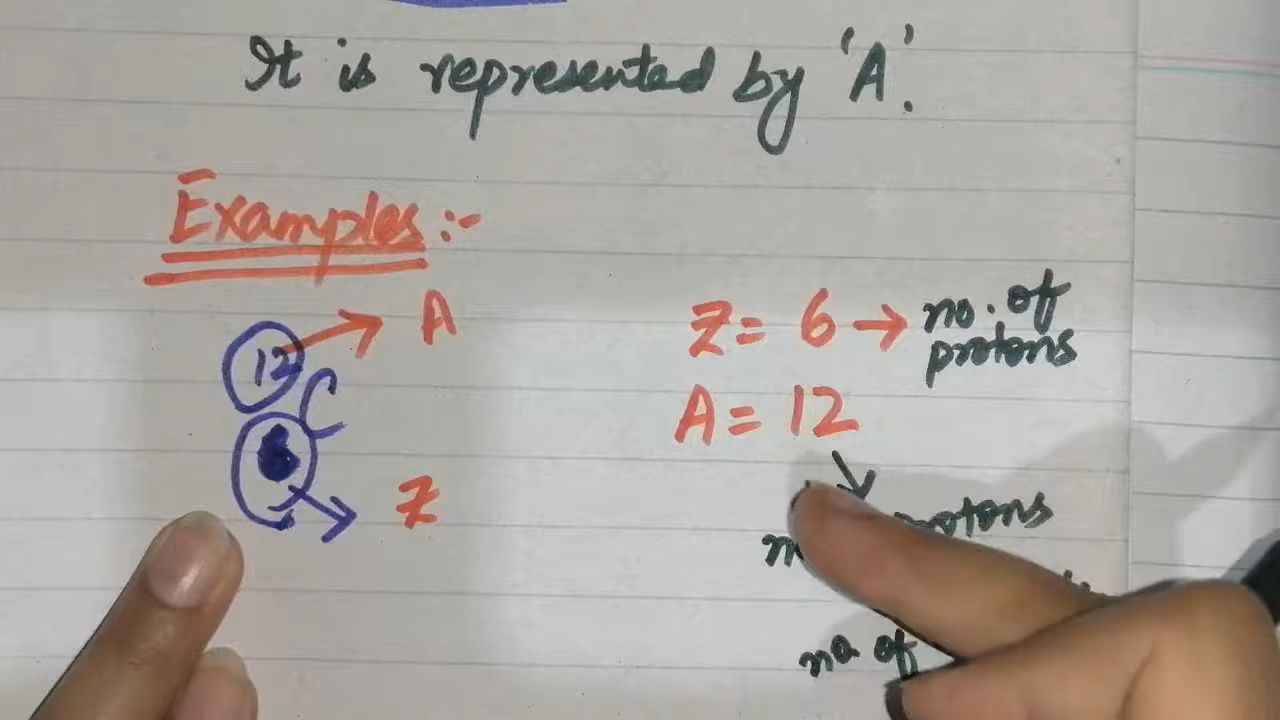 It is represented by 'A'.
Examples :-
12 → A
C
6 → Z
Z = 6 → no. of
protons
A = 12
protons
no. of